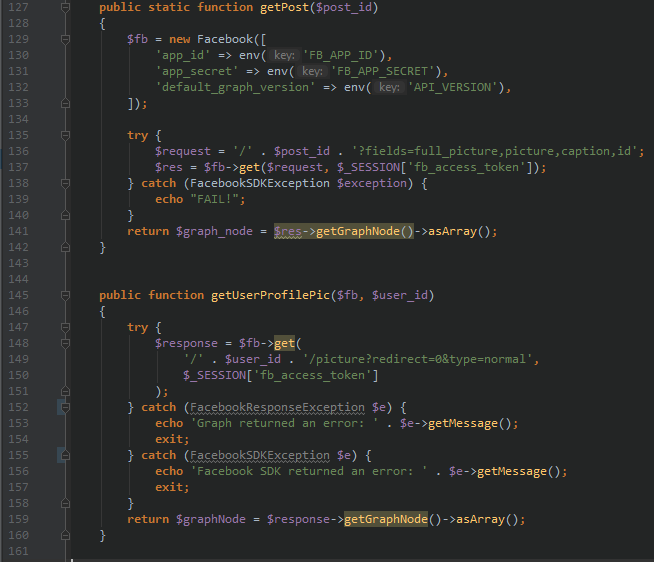 127 public static function getPost($post_id)
128 {
129 $fb = new Facebook([
130 'app_id' => env( key: 'FB_APP_ID'),
131 'app_secret' => env( key: 'FB_APP_SECRET'),
132 'default_graph_version' => env( key: 'API_VERSION'),
133 ]);
134
135 try {
136 $request = '/' . $post_id . '?fields=full_picture,picture,caption,id';
137 $res = $fb->get($request, $_SESSION['fb_access_token']);
138 } catch (FacebookSDKException $exception) {
139 echo "FAIL!";
140 }
141 return $graph_node = $res->getGraphNode()->asArray();
142 }
143
144
145 public function getUserProfilePic($fb, $user_id)
146 {
147 try {
148 $response = $fb->get(
149 '/' . $user_id . '/picture?redirect=0&type=normal',
150 $_SESSION['fb_access_token']
151 );
152 } catch (FacebookResponseException $e) {
153 echo 'Graph returned an error: ' . $e->getMessage();
154 exit;
155 } catch (FacebookSDKException $e) {
156 echo 'Facebook SDK returned an error: ' . $e->getMessage();
157 exit;
158 }
159 return $graphNode = $response->getGraphNode()->asArray();
160 }
161